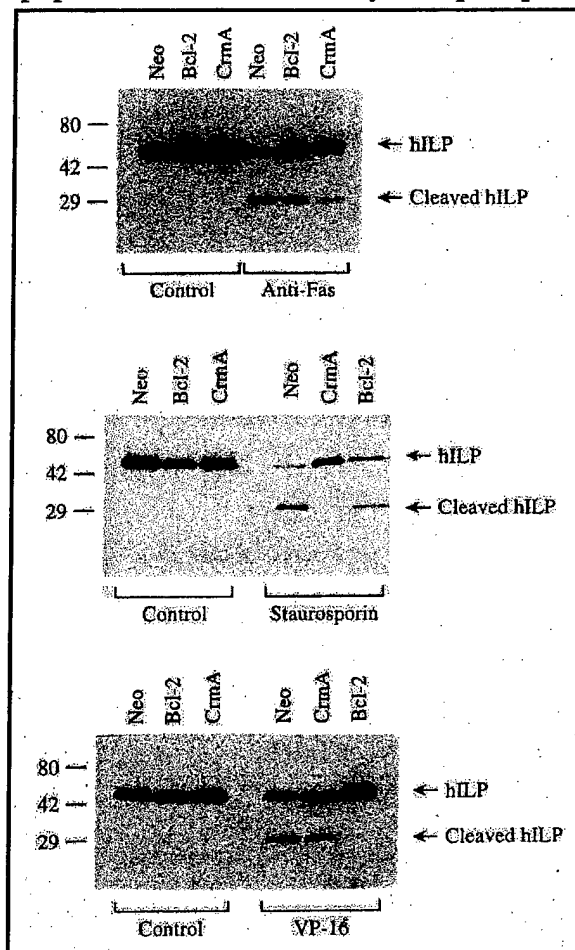 Neo Bcl-2 CrmA Neo Bcl-2 CrmA
80
hILP
42
29 Cleaved hILP
Control Anti-Fas
Neo Bcl-2 CrmA Neo CrmA Bcl-2
80
hILP
42
29 Cleaved hILP
Control Staurosporin
Neo Bcl-2 CrmA Neo CrmA Bcl-2
80
hILP
42
29 Cleaved hILP
Control VP-16